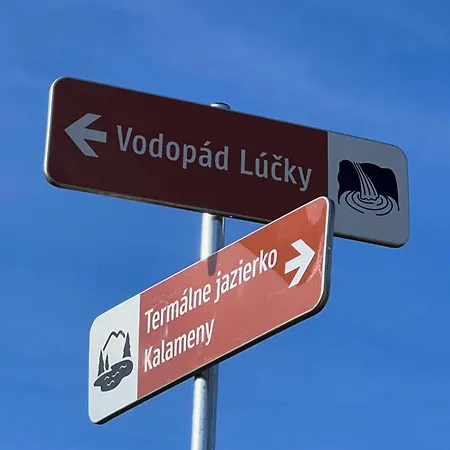 Vodopád Lúčky
Termálne jazierko
Kalameny